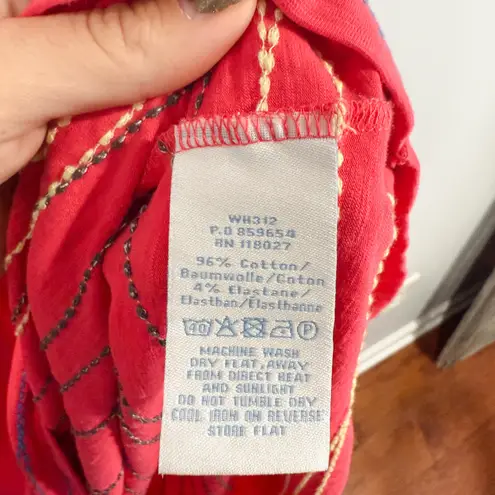 WH312
P.O 859654
RN 118027
96% Cotton/
Baumwolle/Coton
4% Elastane/
Elasthan/Elasthanne
40 P
MACHINE WASH
DRY FLAT, AWAY
FROM DIRECT HEAT
AND SUNLIGHT
DO NOT TUMBLE DRY
COOL IRON ON REVERSE
STORE FLAT